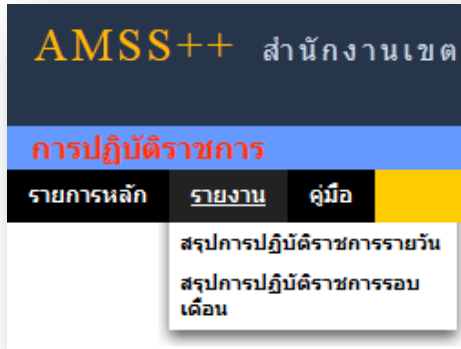 AMSS++ สำนักงานเขต
การปฏิบัติราชการ
รายการหลัก รายงาน คู่มือ
สรุปการปฏิบัติราชการรายวัน
สรุปการปฏิบัติราชการรอบ
เดือน